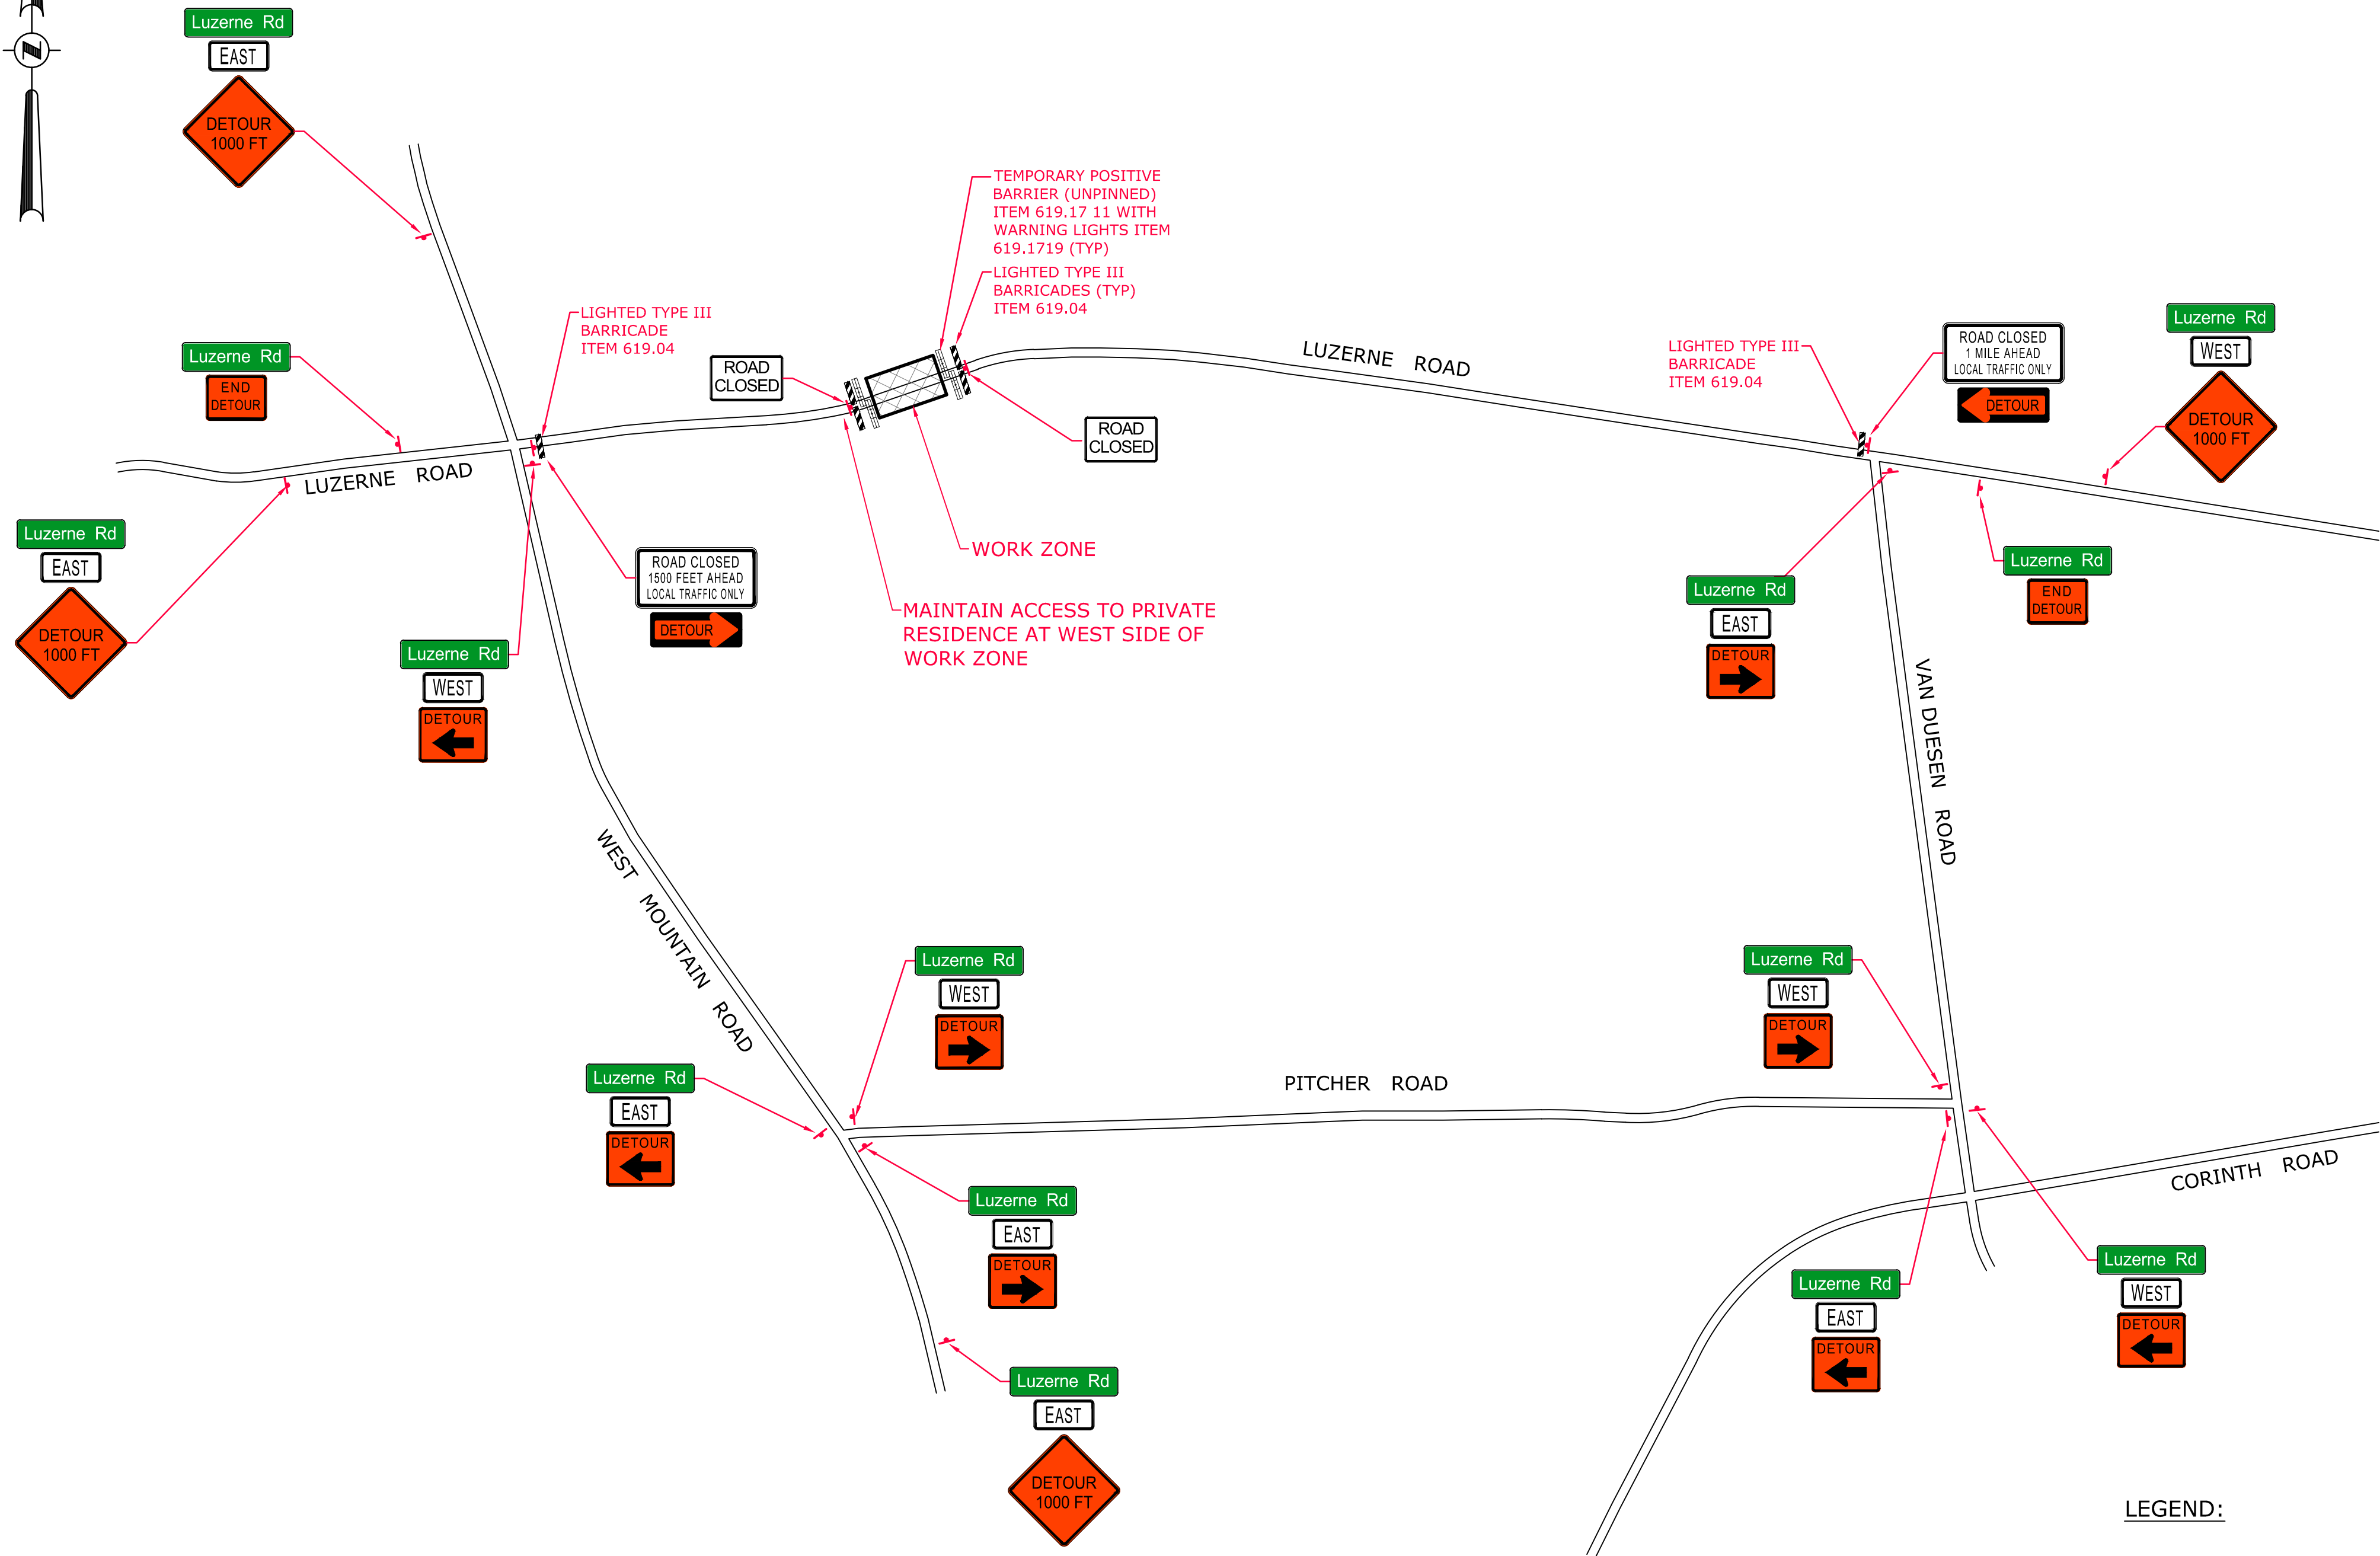 Luzerne Rd
EAST
DETOUR
1000 FT
TEMPORARY POSITIVE
BARRIER (UNPINNED)
ITEM 619.17 11 WITH
WARNING LIGHTS ITEM
619.1719 (TYP)
LIGHTED TYPE III
BARRICADES (TYP)
ITEM 619.04
LIGHTED TYPE III
BARRICADE
ITEM 619.04
Luzerne Rd
END
DETOUR
ROAD
CLOSED
ROAD
CLOSED
LUZERNE ROAD
LIGHTED TYPE III
BARRICADE
ITEM 619.04
ROAD CLOSED
1 MILE AHEAD
LOCAL TRAFFIC ONLY
DETOUR
Luzerne Rd
WEST
DETOUR
1000 FT
LUZERNE ROAD
Luzerne Rd
EAST
DETOUR
1000 FT
ROAD CLOSED
1500 FEET AHEAD
LOCAL TRAFFIC ONLY
DETOUR
WORK ZONE
MAINTAIN ACCESS TO PRIVATE
RESIDENCE AT WEST SIDE OF
WORK ZONE
Luzerne Rd
WEST
DETOUR
Luzerne Rd
EAST
DETOUR
Luzerne Rd
END
DETOUR
VAN DUESEN ROAD
WEST MOUNTAIN ROAD
Luzerne Rd
WEST
DETOUR
Luzerne Rd
WEST
DETOUR
Luzerne Rd
EAST
DETOUR
PITCHER ROAD
Luzerne Rd
EAST
DETOUR
CORINTH ROAD
Luzerne Rd
EAST
DETOUR
Luzerne Rd
WEST
DETOUR
Luzerne Rd
EAST
DETOUR
1000 FT
LEGEND: